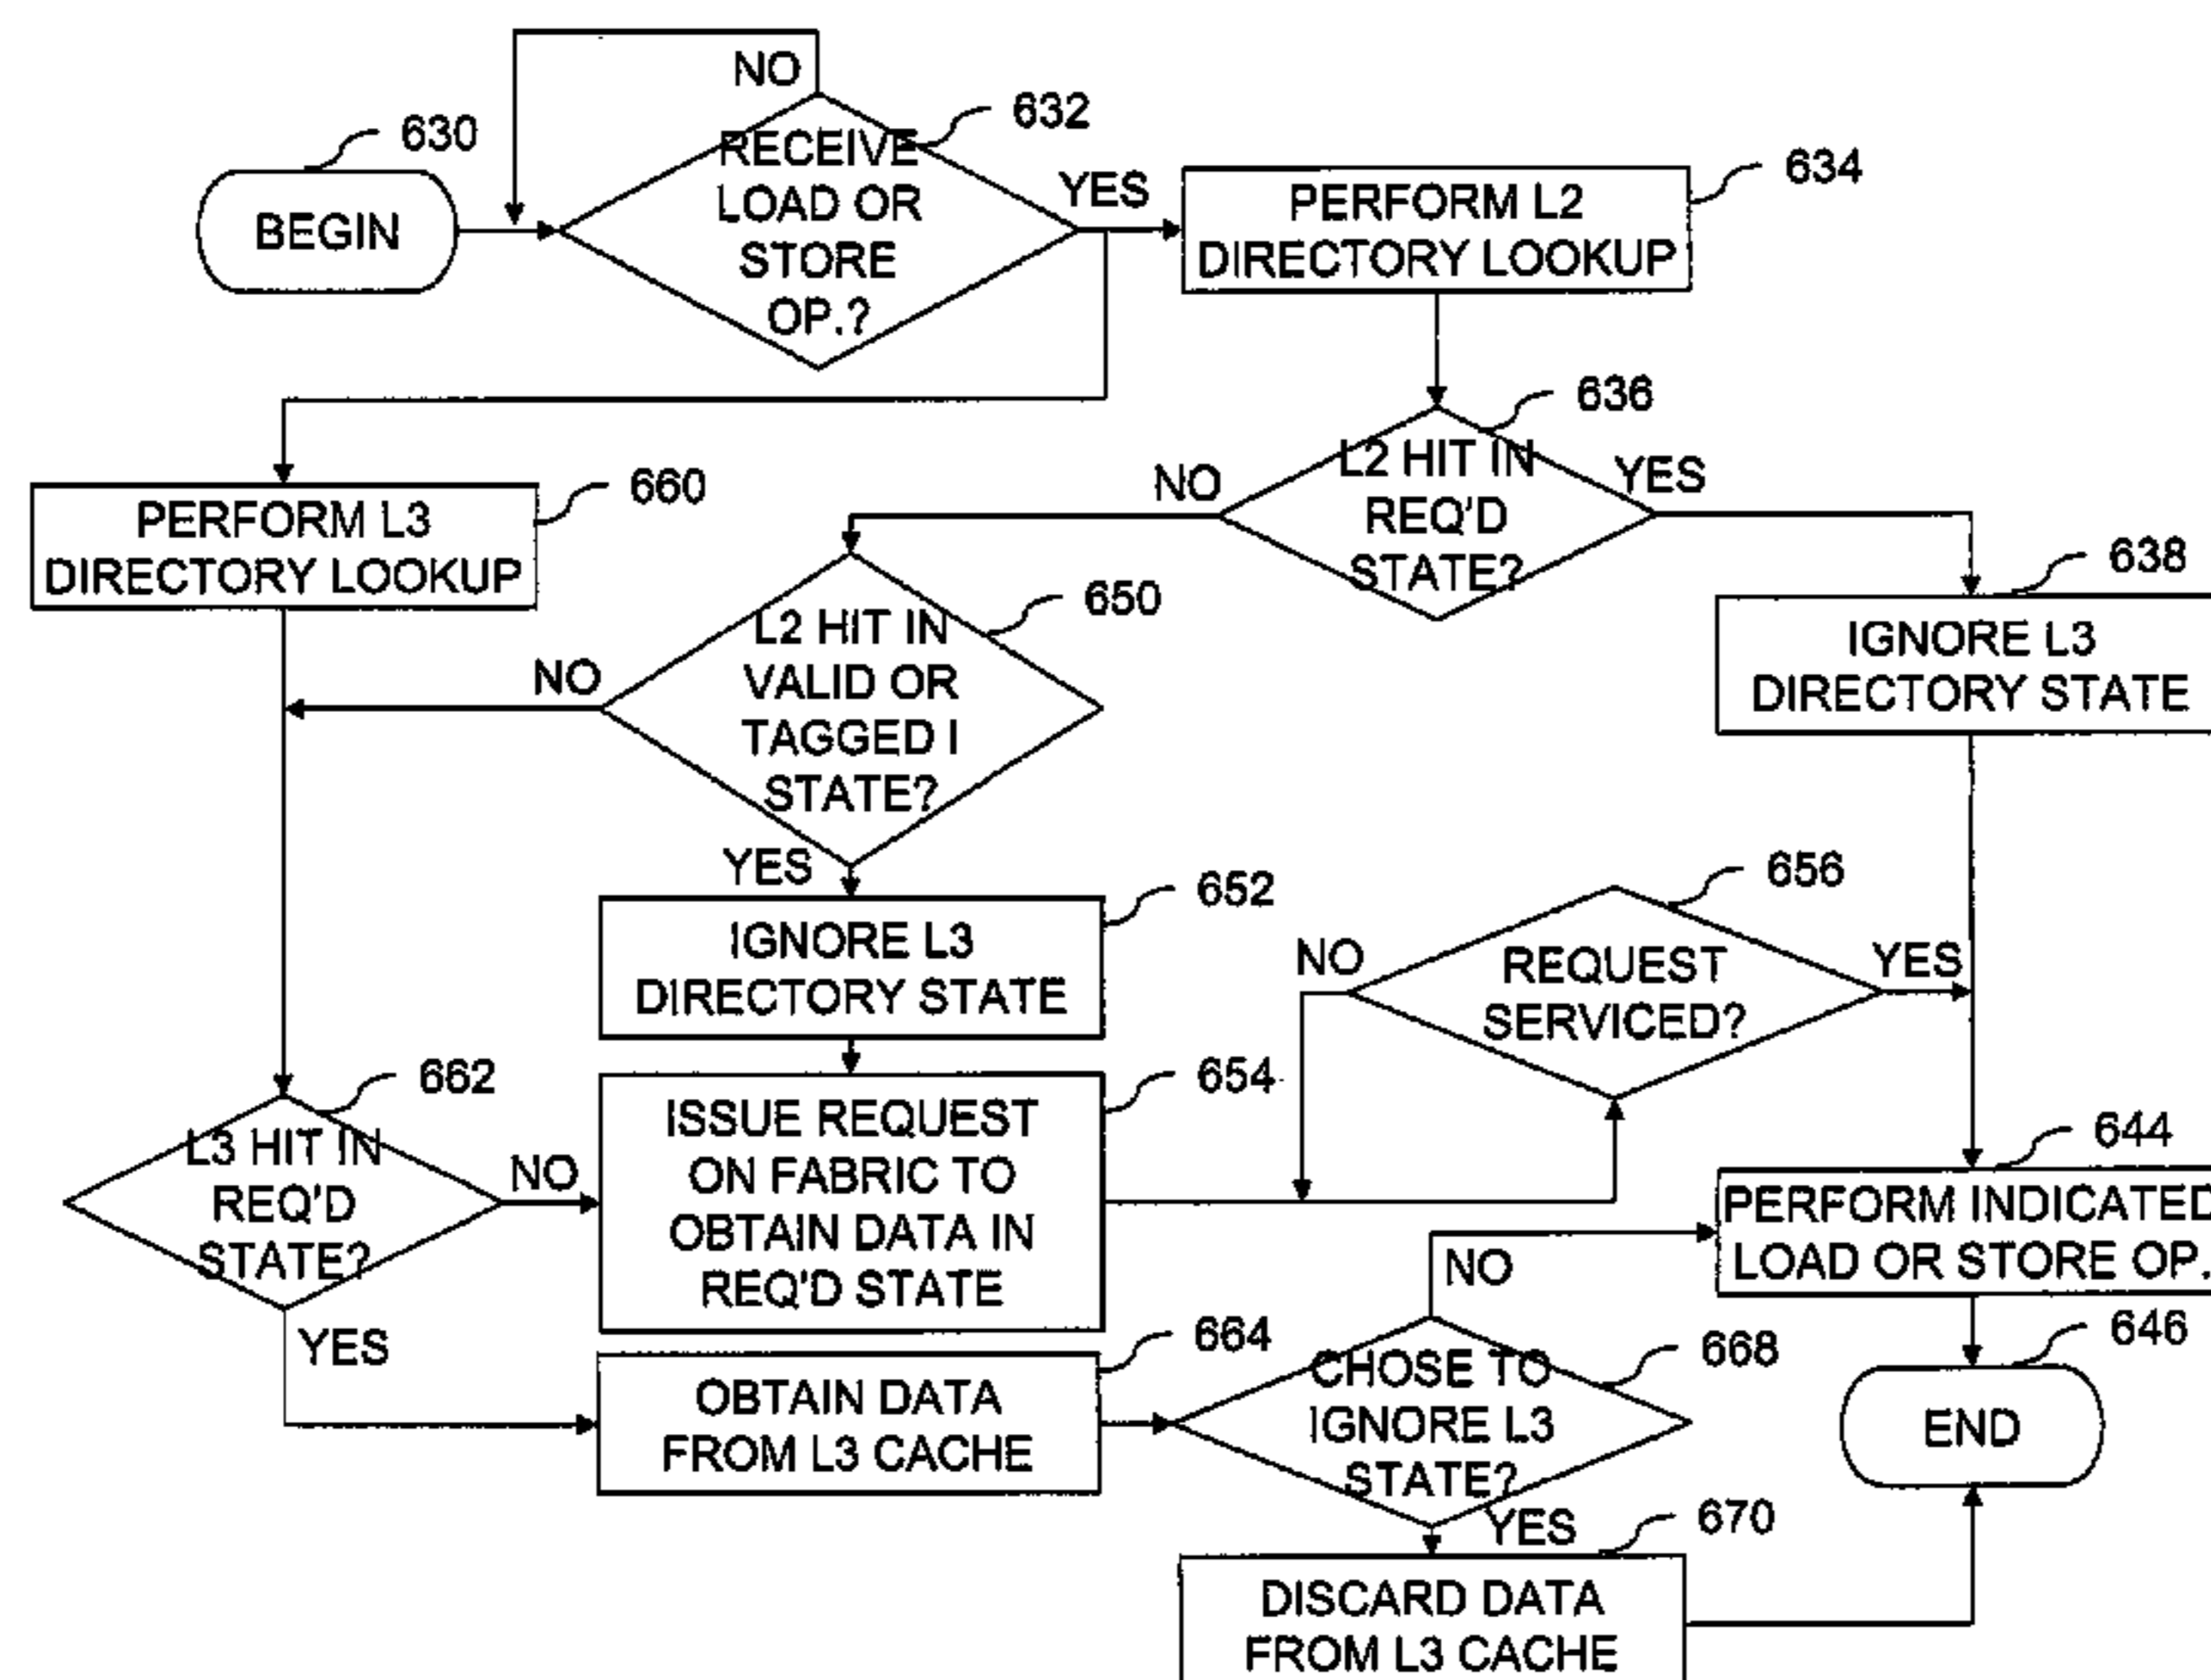 NO
630
632
BEGIN
RECEIVE
LOAD OR
STORE
OP.?
YES
PERFORM L2
DIRECTORY LOOKUP
634
636
L2 HIT IN
REQ'D
STATE?
NO
YES
PERFORM L3
DIRECTORY LOOKUP
660
638
IGNORE L3
DIRECTORY STATE
650
L2 HIT IN
VALID OR
TAGGED I
STATE?
NO
YES
652
IGNORE L3
DIRECTORY STATE
656
REQUEST
SERVICED?
NO
YES
662
L3 HIT IN
REQ'D
STATE?
NO
YES
654
ISSUE REQUEST
ON FABRIC TO
OBTAIN DATA IN
REQ'D STATE
644
PERFORM INDICATED
LOAD OR STORE OP.
664
OBTAIN DATA
FROM L3 CACHE
NO
668
CHOSE TO
IGNORE L3
STATE?
YES
646
END
670
DISCARD DATA
FROM L3 CACHE